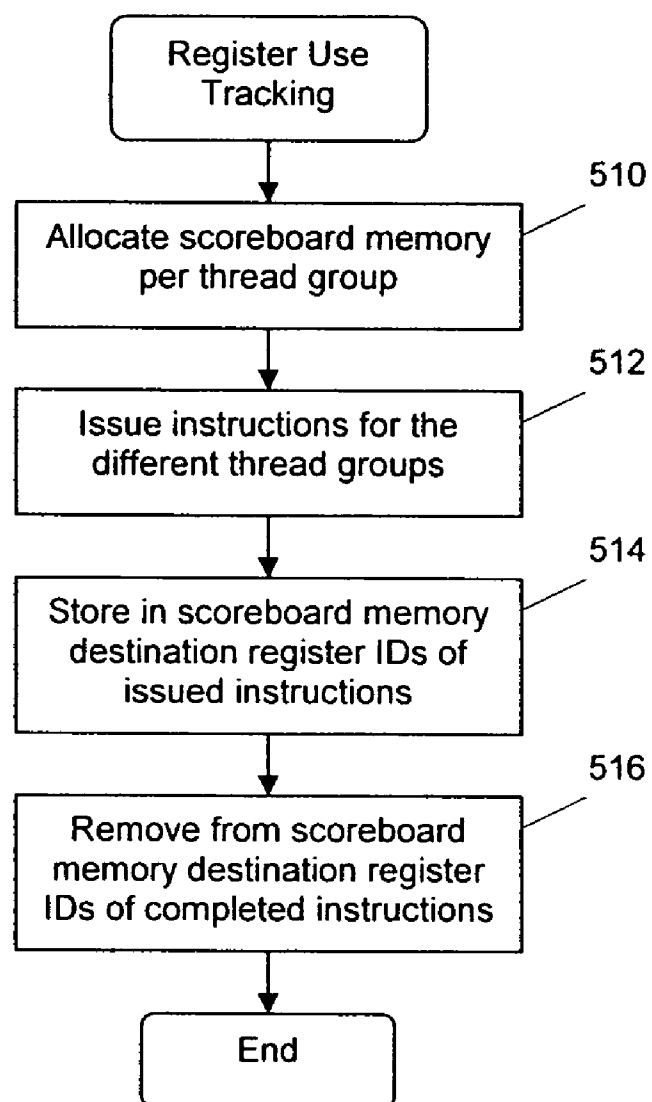 Register Use
Tracking
510
Allocate scoreboard memory
per thread group
512
Issue instructions for the
different thread groups
514
Store in scoreboard memory
destination register IDs of
issued instructions
516
Remove from scoreboard
memory destination register
IDs of completed instructions
End